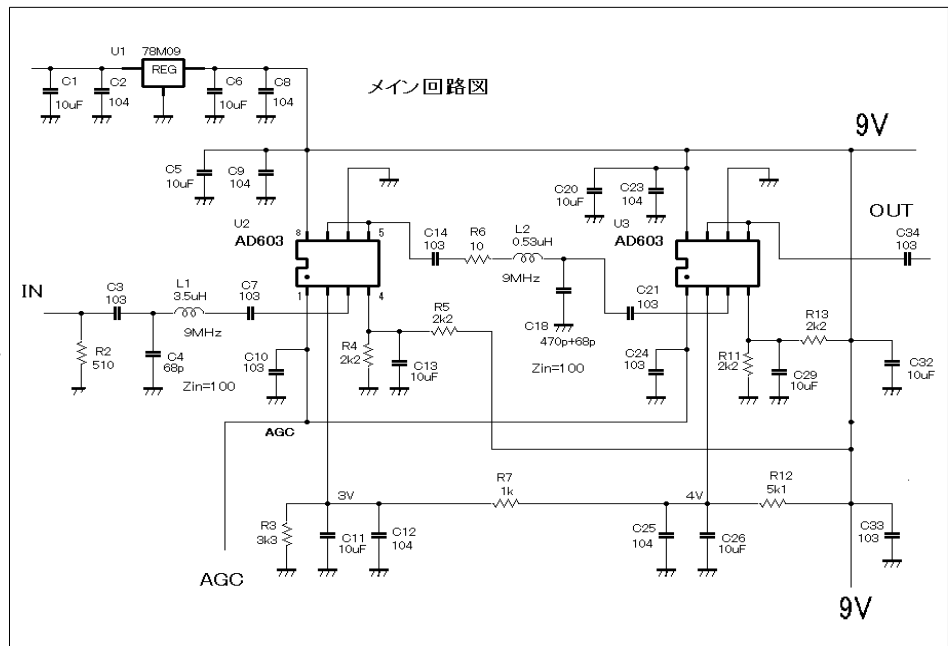 U1 78M09
REG
C1
10uF
C2
104
C6
10uF
C8
104
メイン回路図
9V
C5
10uF
C9
104
C20
10uF
C23
104
U2
AD603
8
5
1
4
C14
103
R6
10
L2
0.53uH
9MHz
U3
AD603
OUT
C34
103
IN
C3
103
L1
3.5uH
9MHz
C7
103
R2
510
C4
68p
Zin=100
C10
103
R4
2k2
C13
10uF
R5
2k2
C18
470p+68p
Zin=100
C21
103
C24
103
R11
2k2
C29
10uF
R13
2k2
C32
10uF
AGC
3V
R7
1k
4V
R12
5k1
R3
3k3
C11
10uF
C12
104
C25
104
C26
10uF
C33
103
AGC
9V